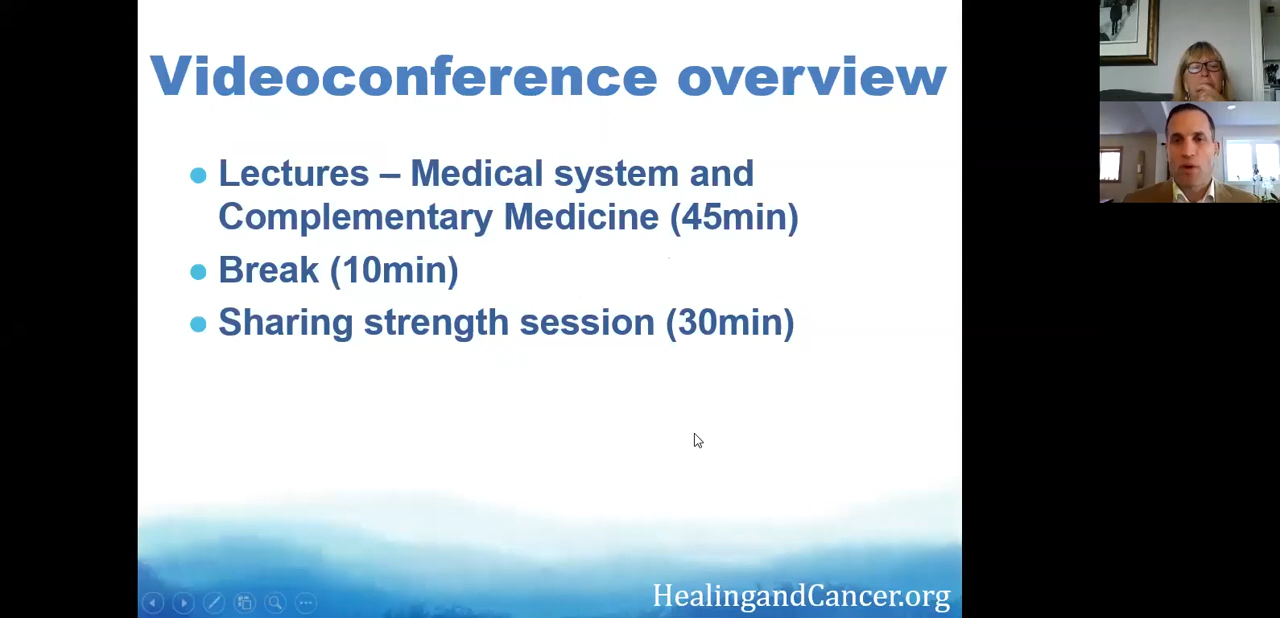 Videoconference overview
Lectures – Medical system and
Complementary Medicine (45min)
Break (10min)
Sharing strength session (30min)
HealingandCancer.org